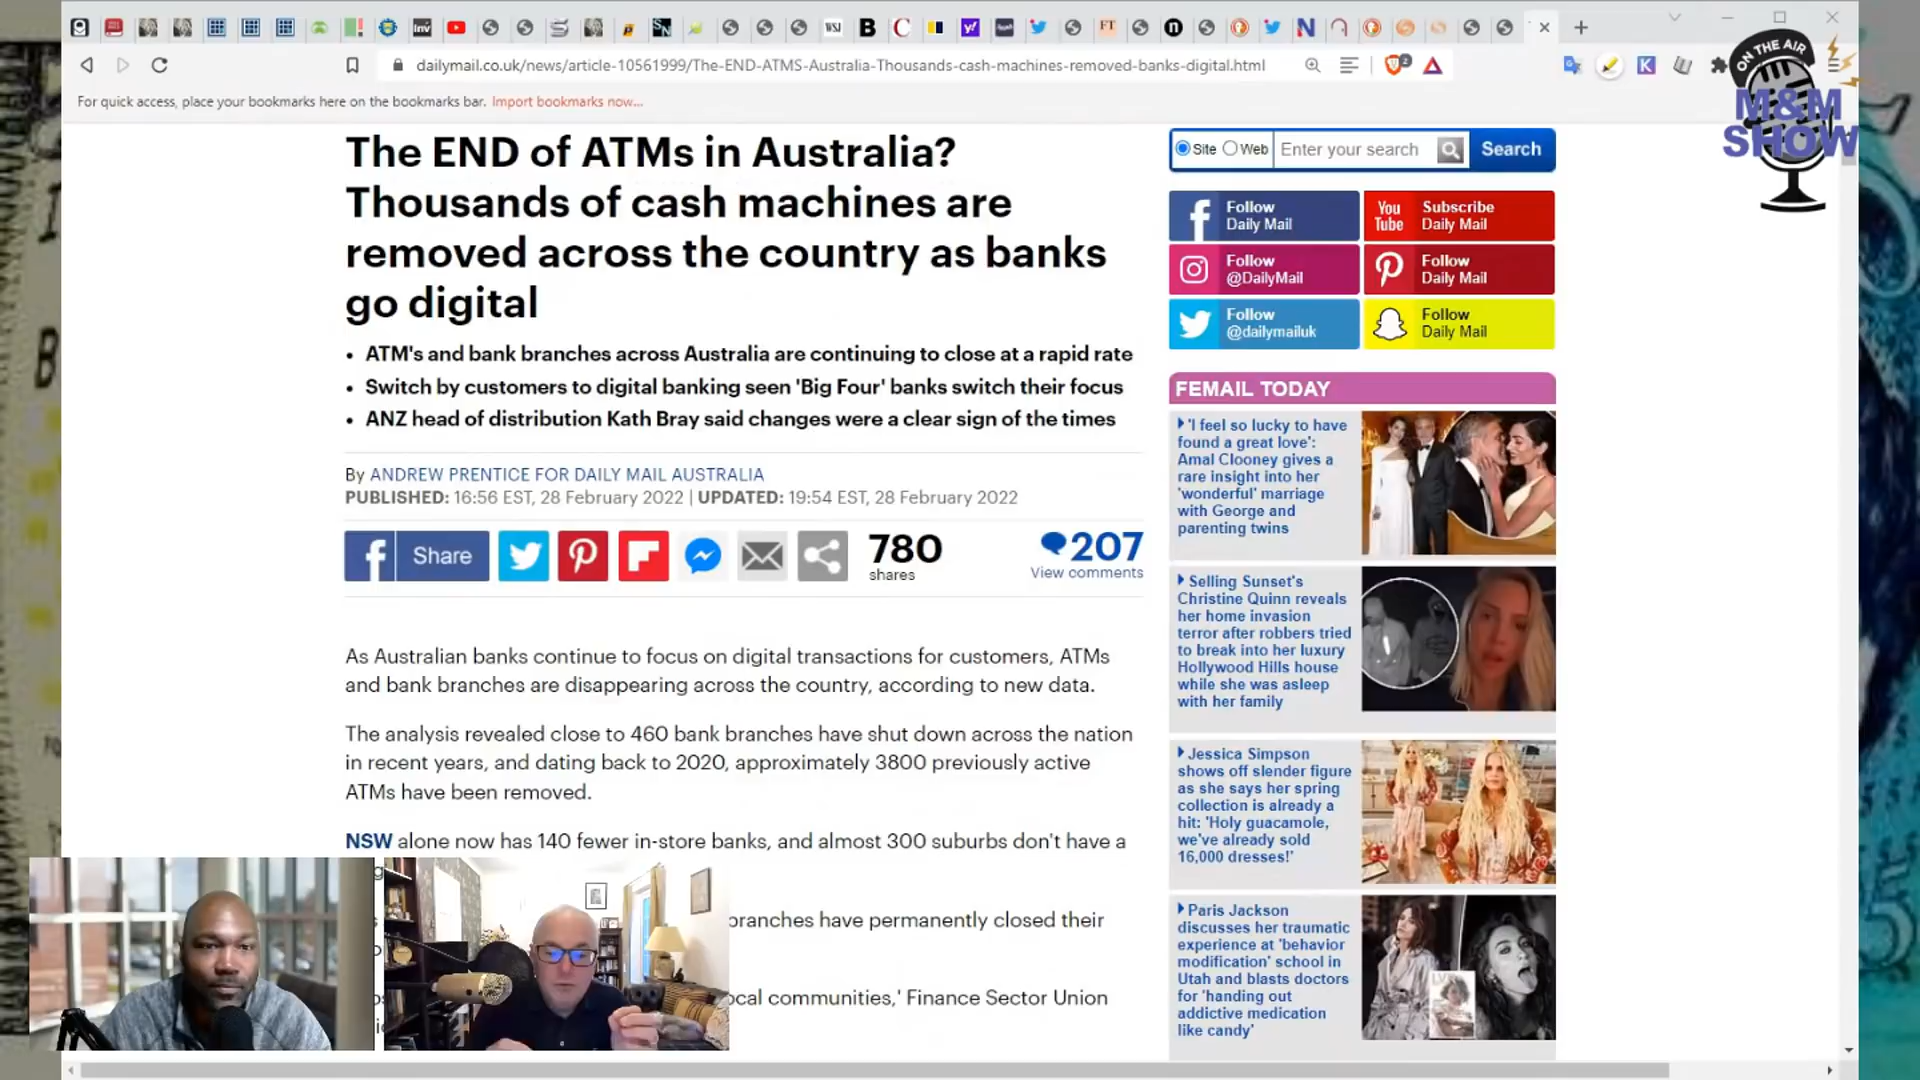 dailymail.co.uk/news/article-10561999/The-END-ATMS-Australia-Thousands-cash-machines-removed-banks-digital.html
For quick access, place your bookmarks here on the bookmarks bar. Import bookmarks now...
ON THE AIR
M&M
SHOW
The END of ATMs in Australia?
Thousands of cash machines are
removed across the country as banks
go digital
• ATM's and bank branches across Australia are continuing to close at a rapid rate
• Switch by customers to digital banking seen 'Big Four' banks switch their focus
• ANZ head of distribution Kath Bray said changes were a clear sign of the times
By ANDREW PRENTICE FOR DAILY MAIL AUSTRALIA
PUBLISHED: 16:56 EST, 28 February 2022 | UPDATED: 19:54 EST, 28 February 2022
Share
780
shares
207
View comments
As Australian banks continue to focus on digital transactions for customers, ATMs
and bank branches are disappearing across the country, according to new data.
The analysis revealed close to 460 bank branches have shut down across the nation
in recent years, and dating back to 2020, approximately 3800 previously active
ATMs have been removed.
NSW alone now has 140 fewer in-store banks, and almost 300 suburbs don't have a
branches have permanently closed their
ocal communities,' Finance Sector Union
Site Web Enter your search Search
Follow
Daily Mail
You
Tube
Subscribe
Daily Mail
Follow
@DailyMail
Follow
Daily Mail
Follow
@dailymailuk
Follow
Daily Mail
FEMAIL TODAY
'I feel so lucky to have
found a great love':
Amal Clooney gives a
rare insight into her
'wonderful' marriage
with George and
parenting twins
Selling Sunset's
Christine Quinn reveals
her home invasion
terror after robbers tried
to break into her luxury
Hollywood Hills house
while she was asleep
with her family
Jessica Simpson
shows off slender figure
as she says her spring
collection is already a
hit: 'Holy guacamole,
we've already sold
16,000 dresses!'
Paris Jackson
discusses her traumatic
experience at 'behavior
modification' school in
Utah and blasts doctors
for 'handing out
addictive medication
like candy'